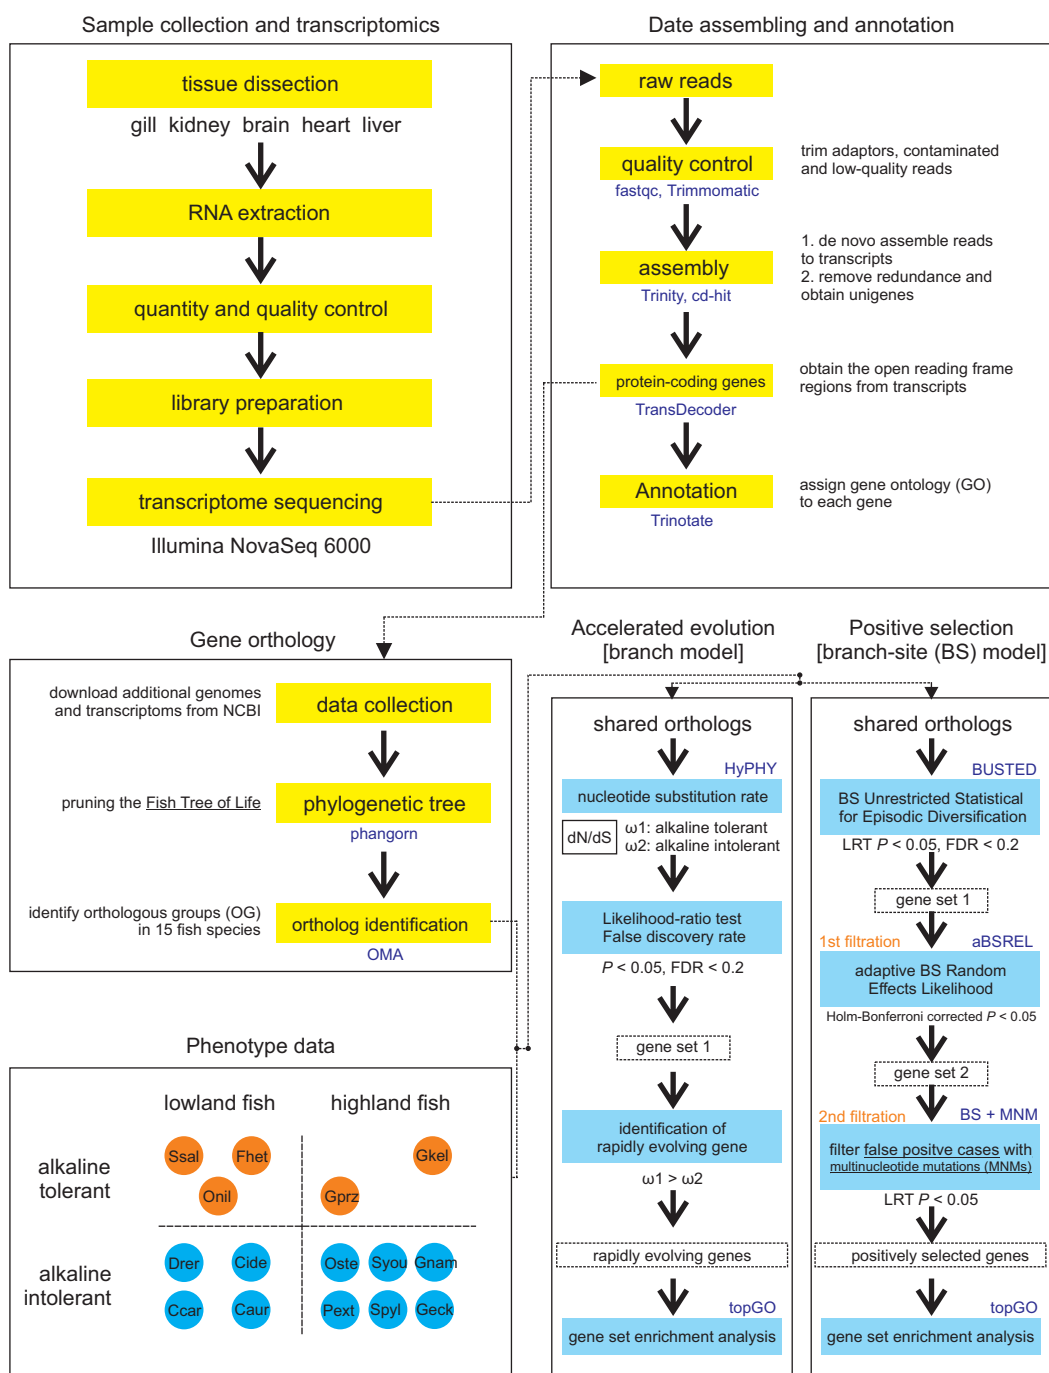 Sample collection and transcriptomics
tissue dissection
gill kidney brain heart liver
RNA extraction
quantity and quality control
library preparation
transcriptome sequencing
Illumina NovaSeq 6000
Date assembling and annotation
raw reads
quality control
fastqc, Trimmomatic
trim adaptors, contaminated
and low-quality reads
assembly
Trinity, cd-hit
1. de novo assemble reads
to transcripts
2. remove redundance and
obtain unigenes
protein-coding genes
TransDecoder
obtain the open reading frame
regions from transcripts
Annotation
Trinotate
assign gene ontology (GO)
to each gene
Gene orthology
download additional genomes
and transcriptoms from NCBI
data collection
pruning the Fish Tree of Life
phylogenetic tree
phangorn
identify orthologous groups (OG)
in 15 fish species
ortholog identification
OMA
Phenotype data
lowland fish
highland fish
alkaline
tolerant
Ssal
Fhet
Onil
Gkel
Gprz
alkaline
intolerant
Drer
Cide
Ccar
Caur
Oste
Syou
Gnam
Pext
Spyl
Geck
Accelerated evolution
[branch model]
shared orthologs
HyPHY
nucleotide substitution rate
dN/dS
ω1: alkaline tolerant
ω2: alkaline intolerant
Likelihood-ratio test
False discovery rate
P < 0.05, FDR < 0.2
gene set 1
identification of
rapidly evolving gene
ω1 > ω2
rapidly evolving genes
topGO
gene set enrichment analysis
Positive selection
[branch-site (BS) model]
shared orthologs
BUSTED
BS Unrestricted Statistical
for Episodic Diversification
LRT P < 0.05, FDR < 0.2
gene set 1
1st filtration
aBSREL
adaptive BS Random
Effects Likelihood
Holm-Bonferroni corrected P < 0.05
gene set 2
2nd filtration
BS + MNM
filter false positve cases with
multinucleotide mutations (MNMs)
LRT P < 0.05
positively selected genes
topGO
gene set enrichment analysis